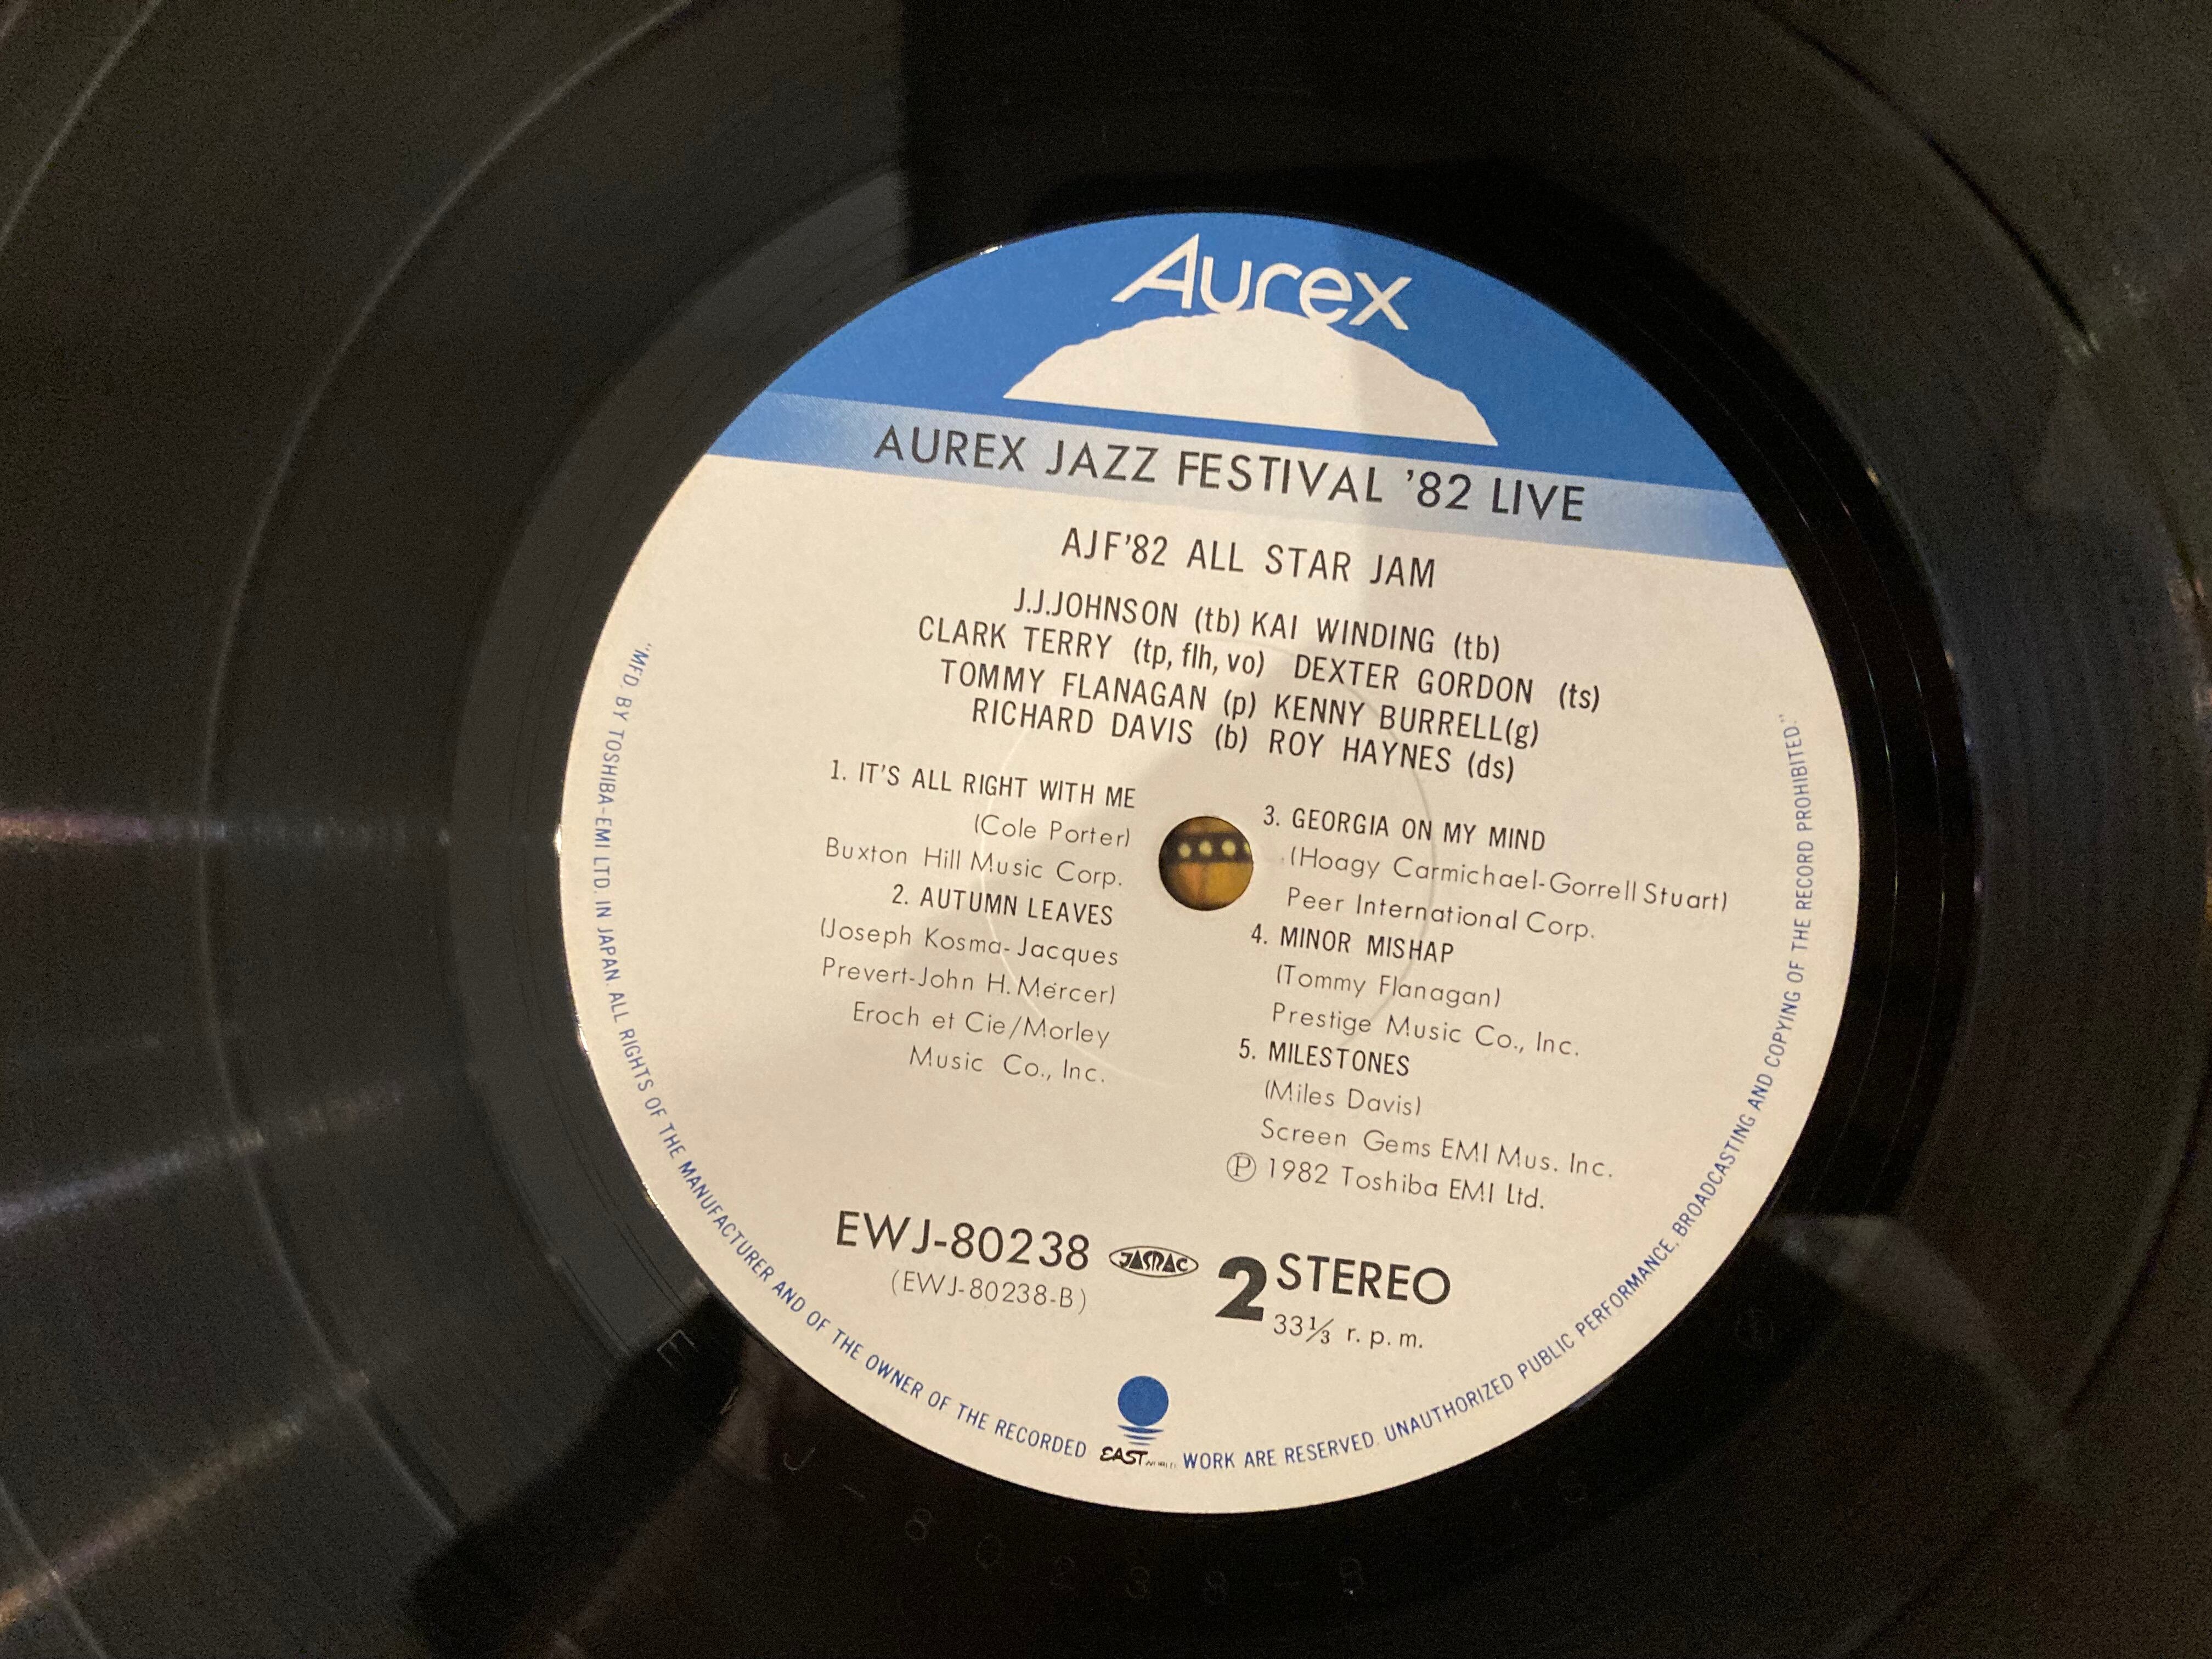 Aurex
AUREX JAZZ FESTIVAL '82 LIVE
AJF'82 ALL STAR JAM
J.J.JOHNSON (tb) KAI WINDING (tb)
CLARK TERRY (tp, flh, vo) DEXTER GORDON (ts)
TOMMY FLANAGAN (p) KENNY BURRELL(g)
RICHARD DAVIS (b) ROY HAYNES (ds)
1. IT'S ALL RIGHT WITH ME
(Cole Porter)
Buxton Hill Music Corp.
2. AUTUMN LEAVES
(Joseph Kosma-Jacques
Prevert-John H. Mercer)
Eroch et Cie/Morley
Music Co., Inc.
3. GEORGIA ON MY MIND
(Hoagy Carmichael-Gorrell Stuart)
Peer International Corp.
4. MINOR MISHAP
(Tommy Flanagan)
Prestige Music Co., Inc.
5. MILESTONES
(Miles Davis)
Screen Gems EMI Mus. Inc.
Ⓟ 1982 Toshiba EMI Ltd.
EWJ-80238 JASRAC 2 STEREO
(EWJ-80238-B) 33⅓ r. p. m.
"MFD. BY TOSHIBA-EMI LTD. IN JAPAN. ALL RIGHTS OF THE MANUFACTURER AND OF THE OWNER OF THE RECORDED WORK ARE RESERVED. UNAUTHORIZED PUBLIC PERFORMANCE, BROADCASTING AND COPYING OF THE RECORD PROHIBITED."
EAST